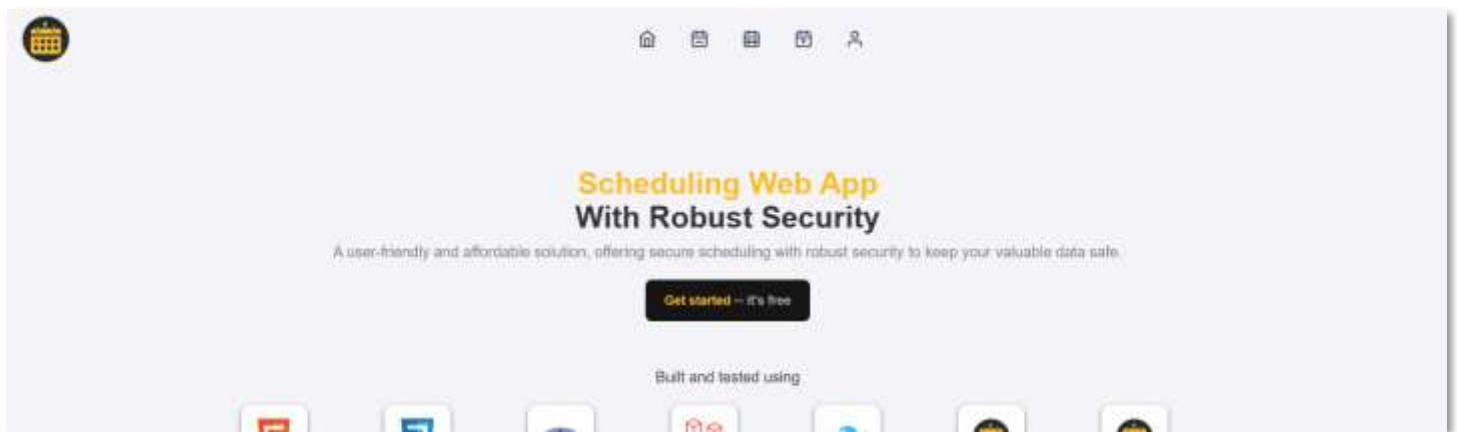 Scheduling Web App
With Robust Security
A user-friendly and affordable solution, offering secure scheduling with robust security to keep your valuable data safe.
Get started – it's free
Built and tested using